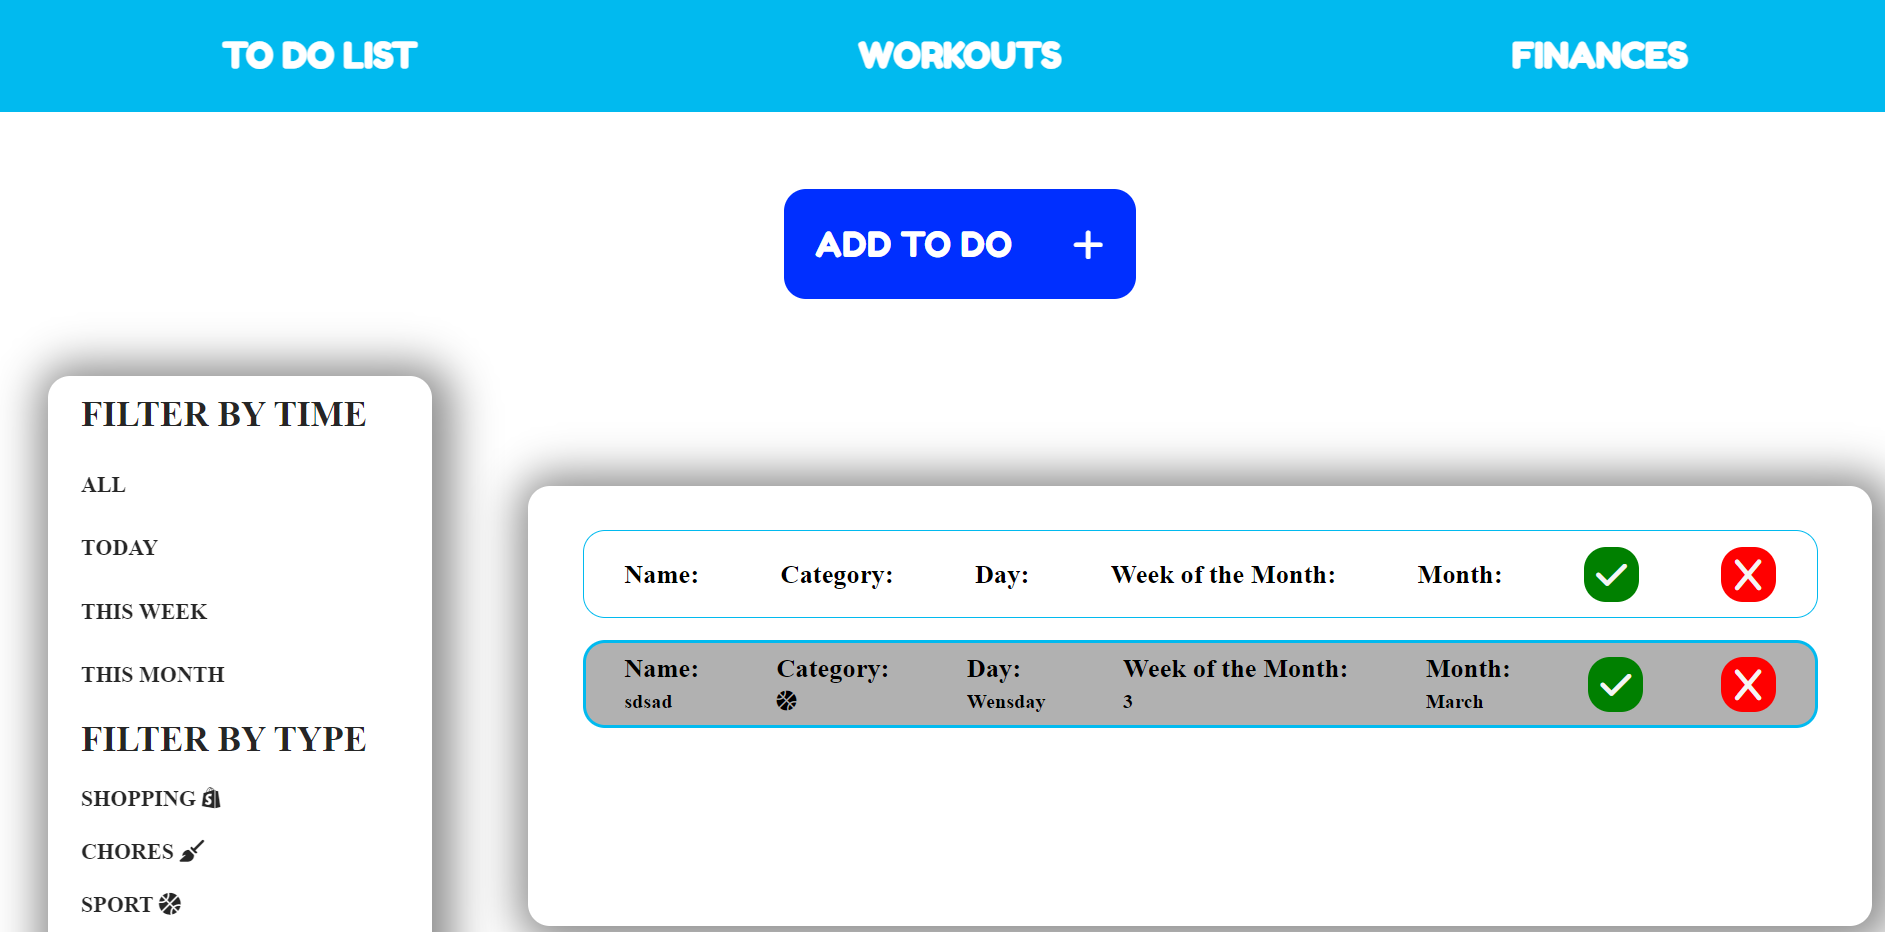 TO DO LIST WORKOUTS FINANCES
ADD TO DO +
FILTER BY TIME
ALL
TODAY
THIS WEEK
THIS MONTH
FILTER BY TYPE
SHOPPING
CHORES
SPORT
Name: Category: Day: Week of the Month: Month:
Name: Category: Day: Week of the Month: Month:
sdsad Wensday 3 March